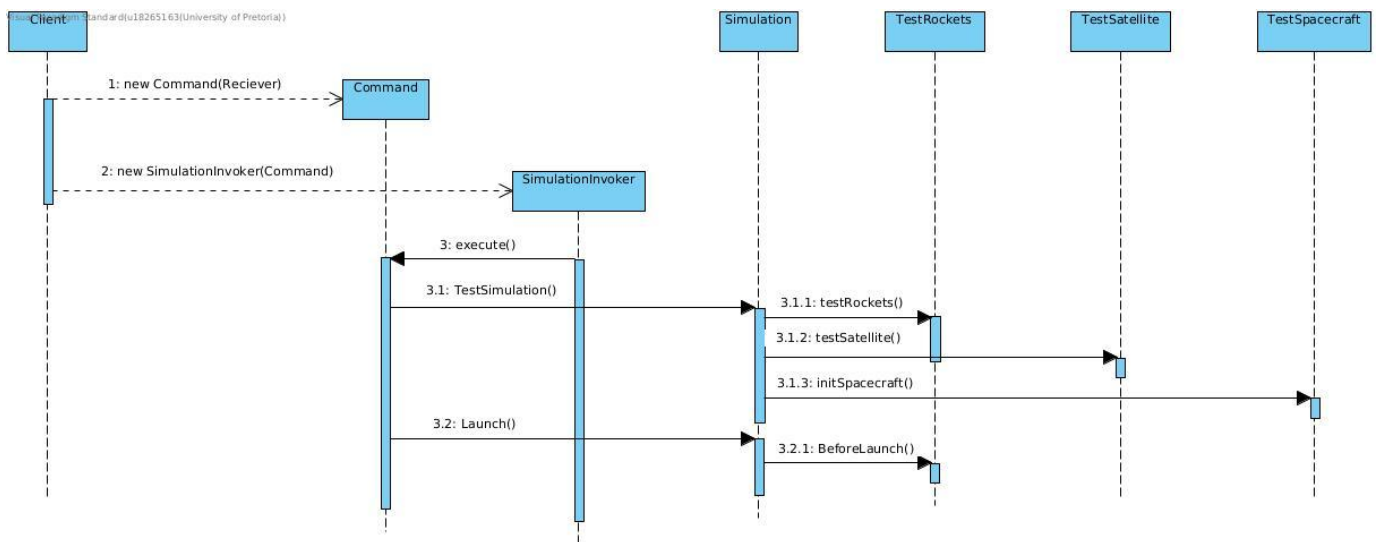 Standard(u18265163(University of Pretoria))
Client
Simulation
TestRockets
TestSatellite
TestSpacecraft
1: new Command(Reciever)
Command
2: new SimulationInvoker(Command)
SimulationInvoker
3: execute()
3.1: TestSimulation()
3.1.1: testRockets()
3.1.2: testSatellite()
3.1.3: initSpacecraft()
3.2: Launch()
3.2.1: BeforeLaunch()